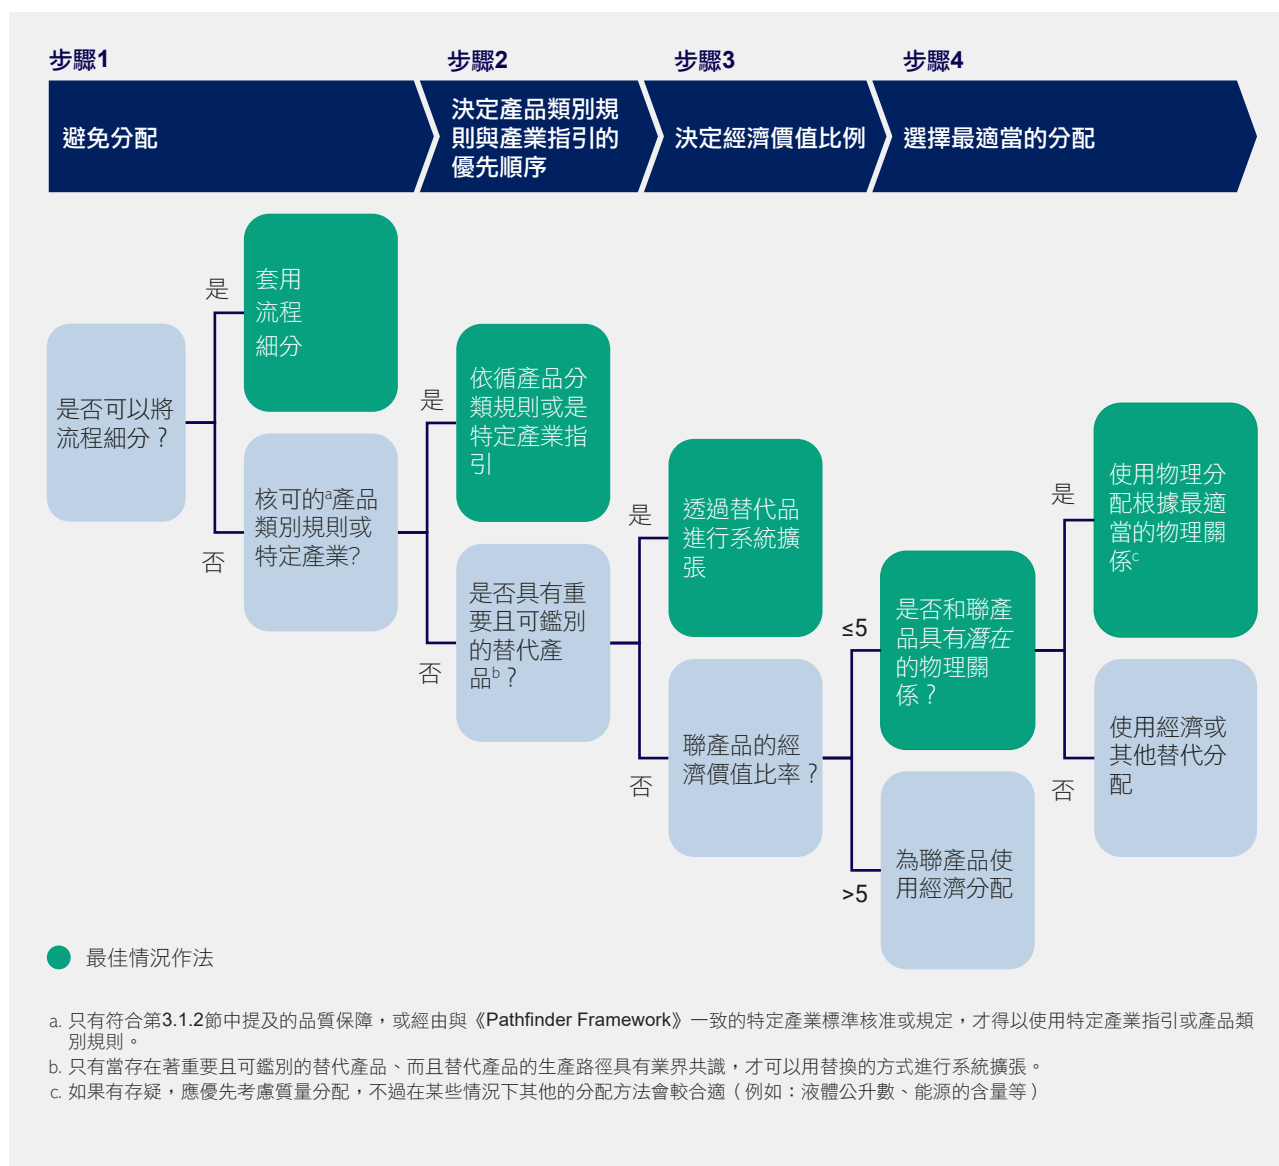 步驟1
步驟2
步驟3
步驟4
避免分配
決定產品類別規
則與產業指引的
優先順序
決定經濟價值比例
選擇最適當的分配
是否可以將
流程細分？
是
套用
流程
細分
否
核可的ª產品
類別規則或
特定產業?
是
依循產品分
類規則或是
特定產業指
引
否
是否具有重
要且可鑑別
的替代產
品ᵇ？
是
透過替代品
進行系統擴
張
否
聯產品的經
濟價值比率？
≤5
是否和聯產
品具有潛在
的物理關
係？
>5
為聯產品使
用經濟分配
是
使用物理分
配根據最適
當的物理關
係ᶜ
否
使用經濟或
其他替代分
配
最佳情況作法
a. 只有符合第3.1.2節中提及的品質保障，或經由與《Pathfinder Framework》一致的特定產業標準核准或規定，才得以使用特定產業指引或產品類
別規則。
b. 只有當存在著重要且可鑑別的替代產品、而且替代產品的生產路徑具有業界共識，才可以用替換的方式進行系統擴張。
c. 如果有存疑，應優先考慮質量分配，不過在某些情況下其他的分配方法會較合適（例如：液體公升數、能源的含量等）